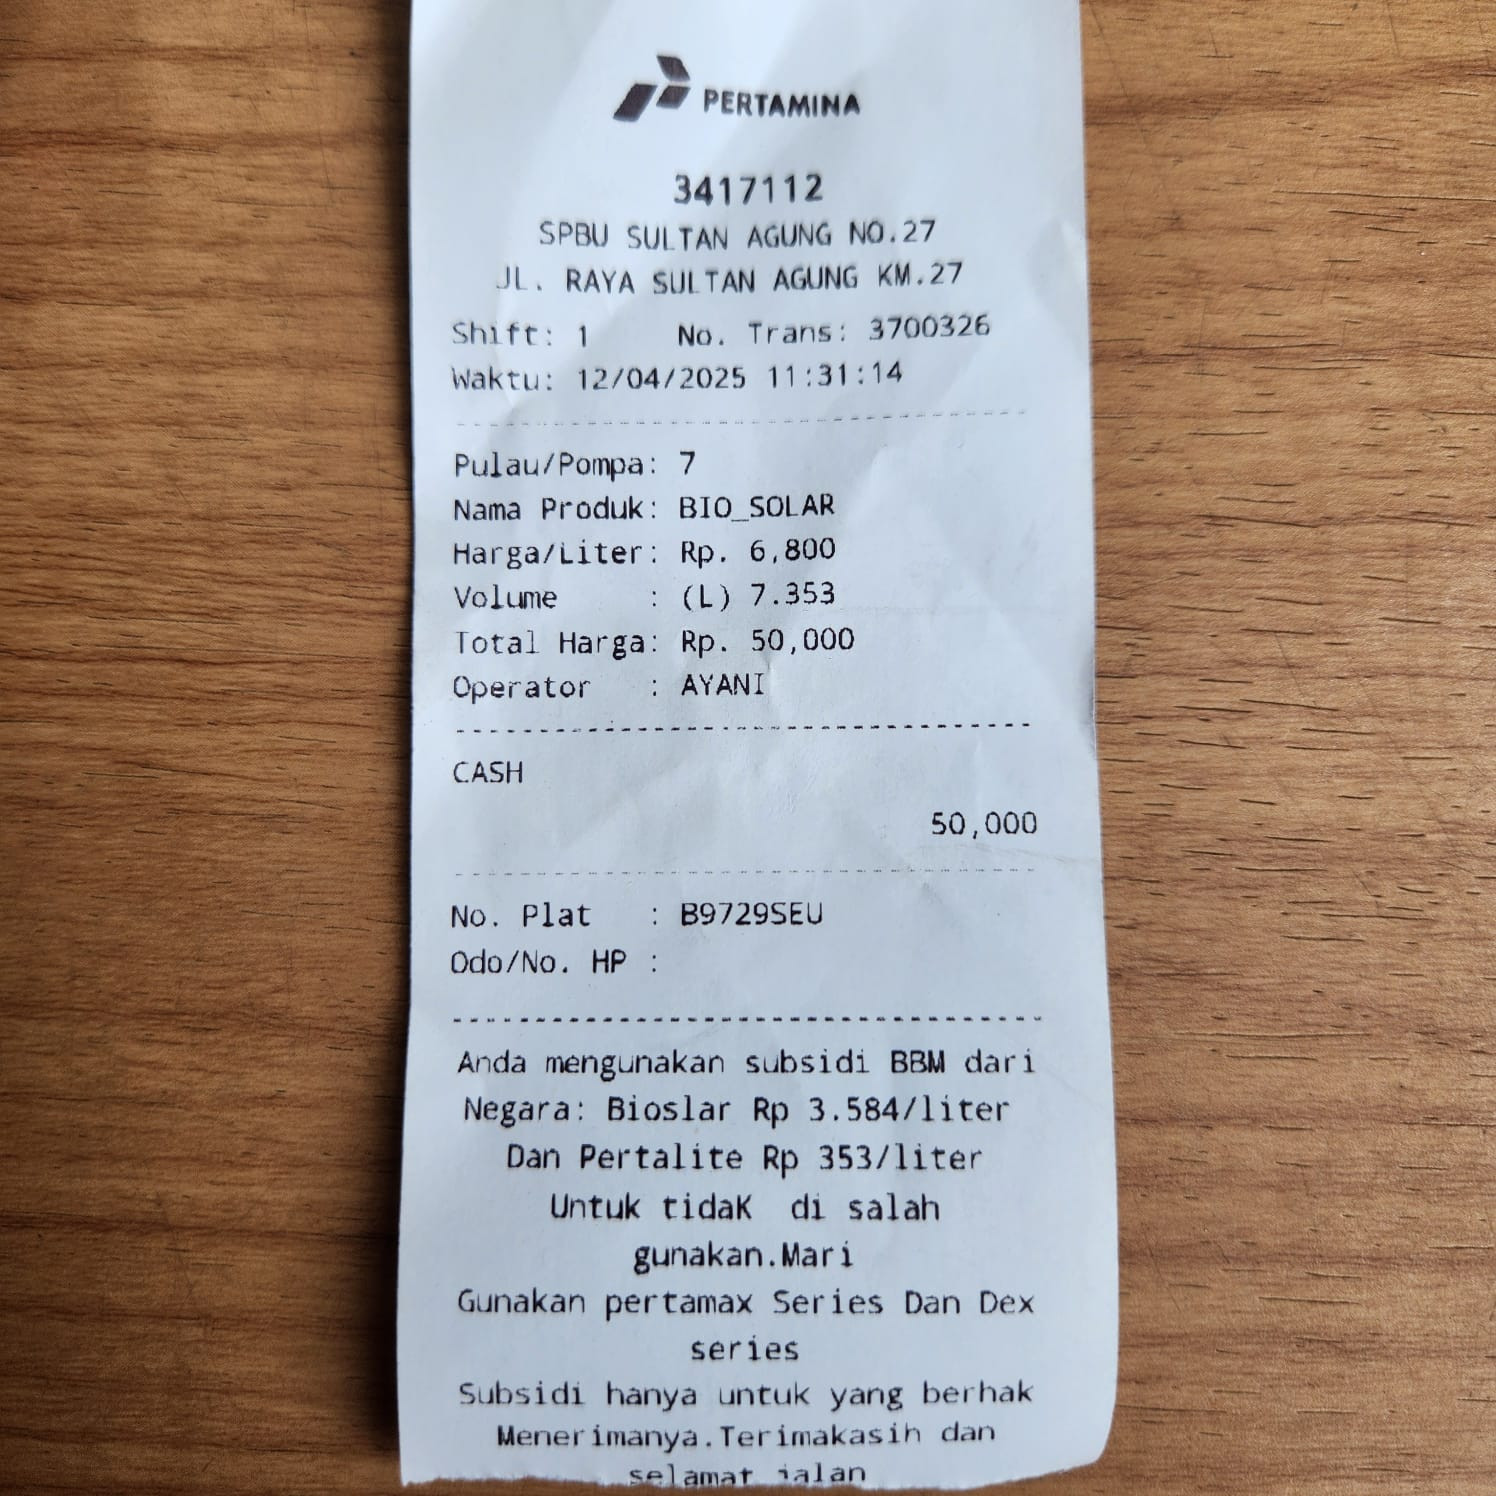 PERTAMINA
3417112
SPBU SULTAN AGUNG NO.27
JL. RAYA SULTAN AGUNG KM.27
Shift: 1 No. Trans: 3700326
Waktu: 12/04/2025 11:31:14
Pulau/Pompa: 7
Nama Produk: BIO_SOLAR
Harga/Liter: Rp. 6,800
Volume : (L) 7.353
Total Harga: Rp. 50,000
Operator : AYANI
CASH
50,000
No. Plat : B9729SEU
Odo/No. HP :
Anda mengunakan subsidi BBM dari
Negara: Bioslar Rp 3.584/liter
Dan Pertalite Rp 353/liter
Untuk tidaK di salah
gunakan.Mari
Gunakan pertamax Series Dan Dex
series
Subsidi hanya untuk yang berhak
Menerimanya.Terimakasih dan
selamat jalan